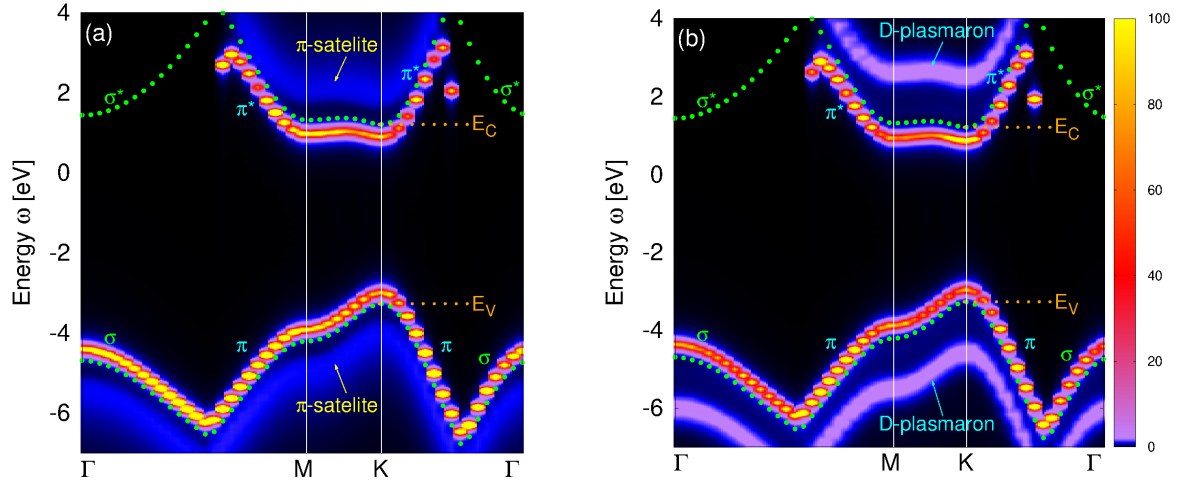 (a)
4
2
0
-2
-4
-6
Energy ω [eV]
Γ
M
K
Γ
σ*
π-satelite
π*
π*
σ*
E_C
E_V
σ
π
π
σ
π-satelite
(b)
4
2
0
-2
-4
-6
Energy ω [eV]
Γ
M
K
Γ
σ*
D-plasmaron
π*
π*
σ*
E_C
E_V
π
π
σ
D-plasmaron
100
80
60
40
20
0